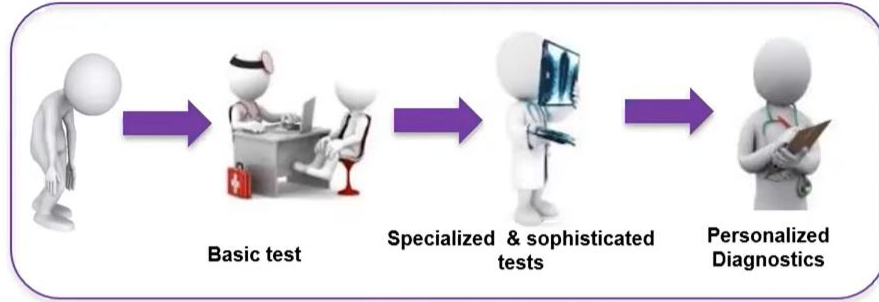 Basic test
Specialized & sophisticated
tests
Personalized
Diagnostics